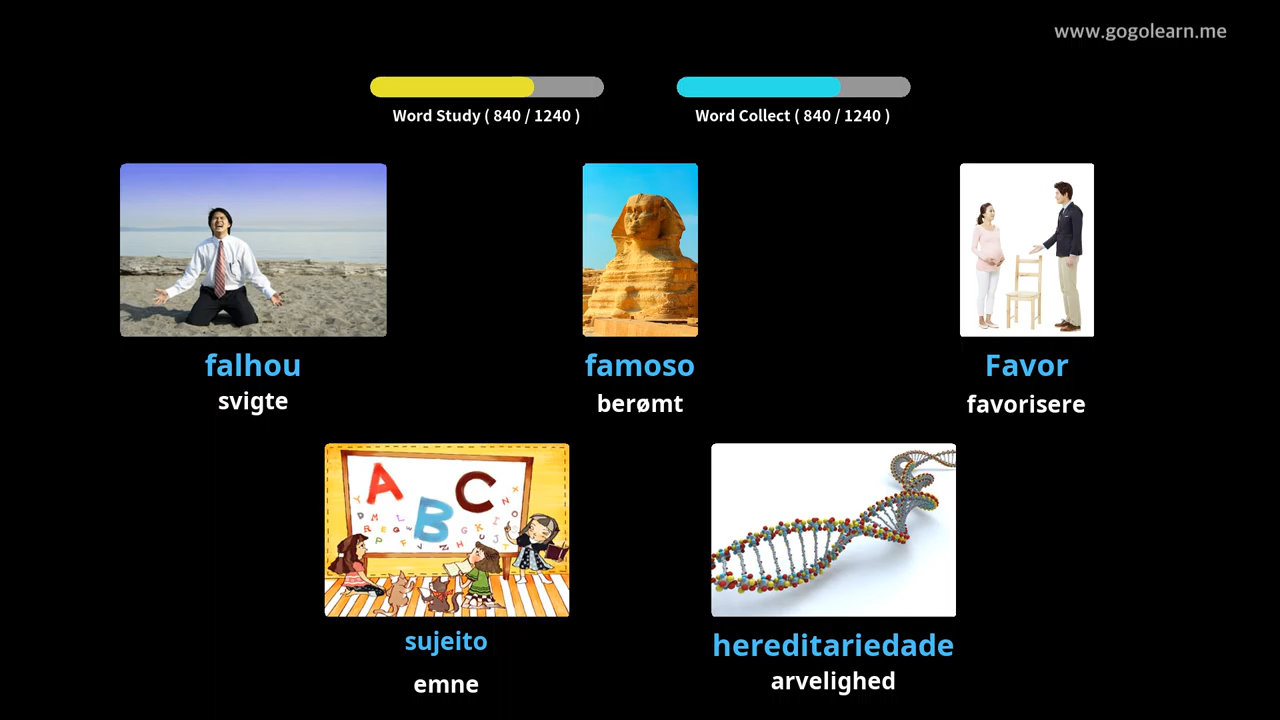 www.gogolearn.me
Word Study ( 840 / 1240 )
Word Collect ( 840 / 1240 )
falhou
svigte
famoso
berømt
Favor
favorisere
A B C
sujeito
emne
hereditariedade
arvelighed